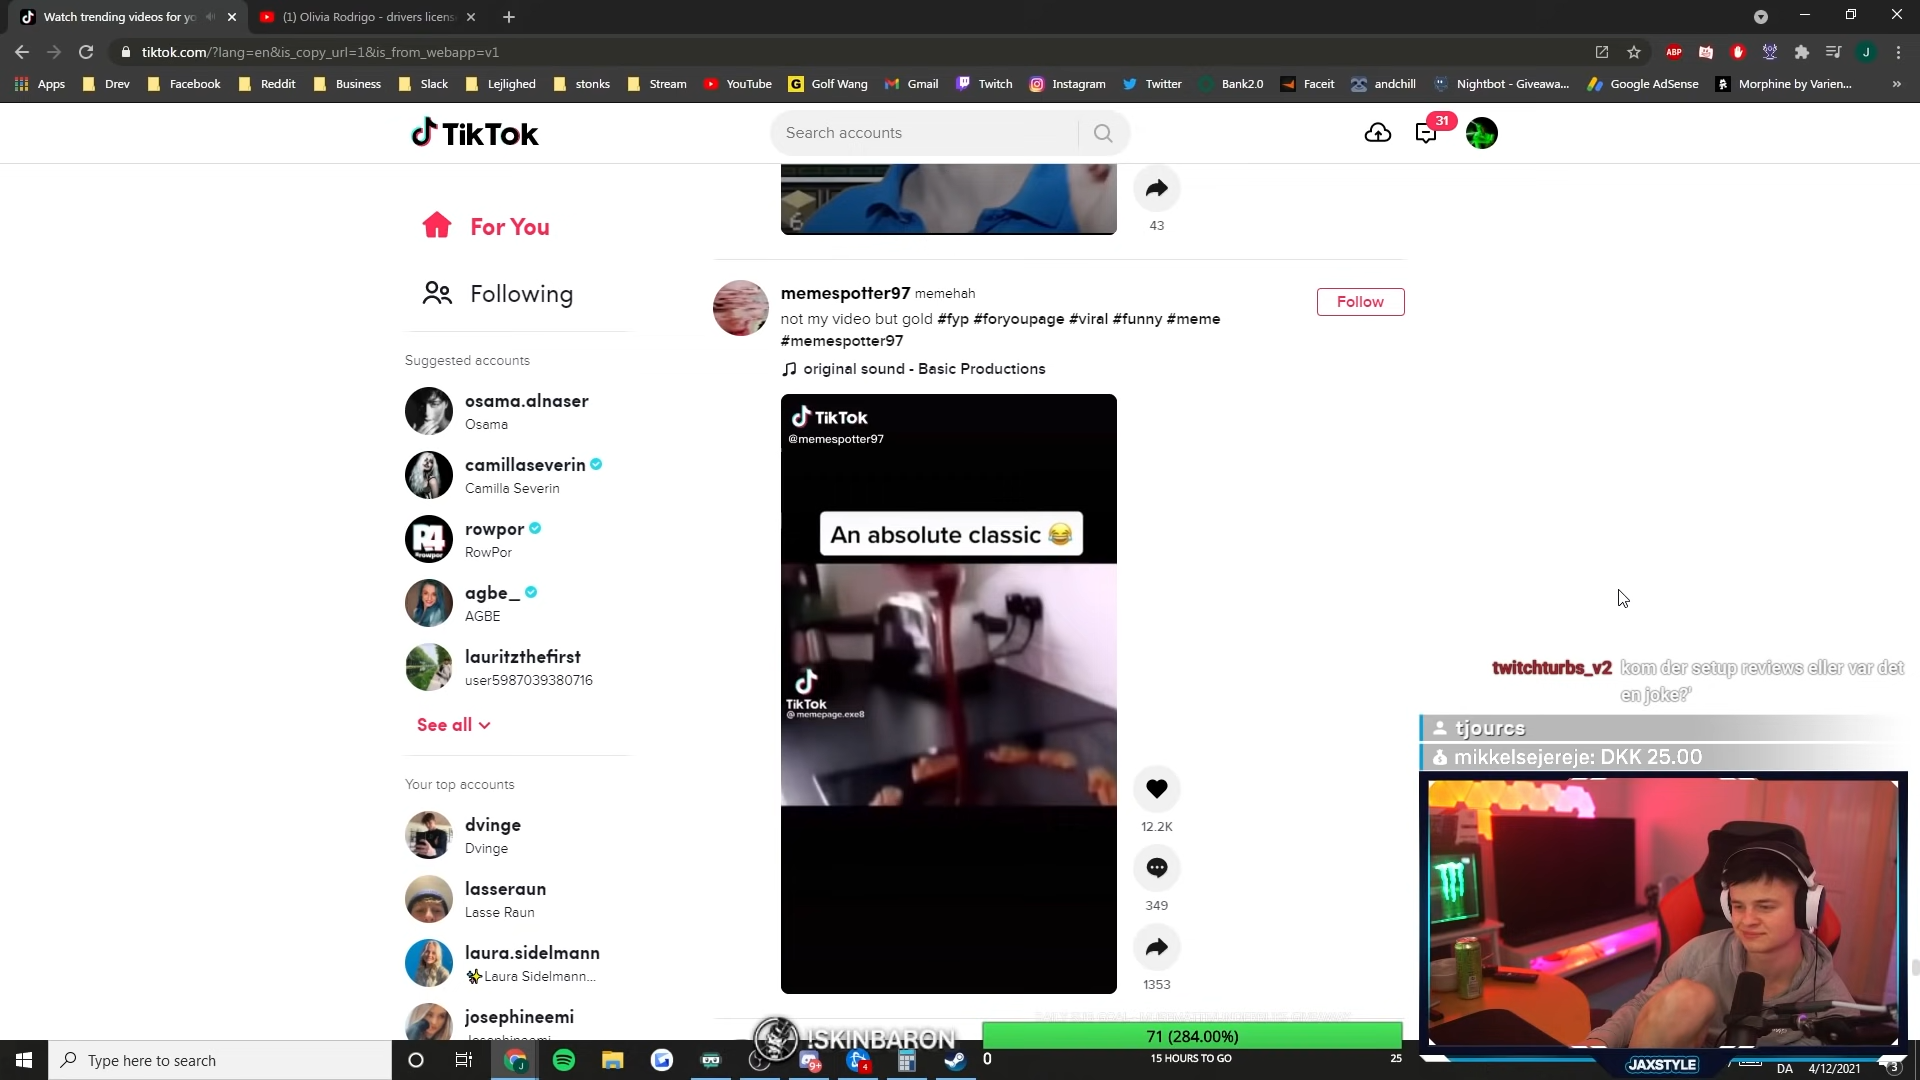 Watch trending videos for yo
(1) Olivia Rodrigo - drivers licens
tiktok.com/?lang=en&is_copy_url=1&is_from_webapp=v1
ABP
J
Apps
Drev
Facebook
Reddit
Business
Slack
Lejlighed
stonks
Stream
YouTube
Golf Wang
Gmail
Twitch
Instagram
Twitter
Bank2.0
Faceit
andchill
Nightbot - Giveawa...
Google AdSense
Morphine by Varien...
»
TikTok
Search accounts
31
For You
Following
Suggested accounts
osama.alnaser
Osama
camillaseverin
Camilla Severin
rowpor
RowPor
agbe_
AGBE
lauritzthefirst
user5987039380716
See all
Your top accounts
dvinge
Dvinge
lasseraun
Lasse Raun
laura.sidelmann
✨Laura Sidelmann...
josephineemi
6
43
memespotter97 memehah
not my video but gold #fyp #foryoupage #viral #funny #meme
#memespotter97
original sound - Basic Productions
Follow
TikTok
@memespotter97
An absolute classic 😂
TikTok
@memepage.exe8
12.2K
349
1353
twitchturbs_v2 kom der setup reviews eller var det
en joke?'
tjourcs
mikkelsejereje: DKK 25.00
JAXSTYLE
!SKINBARON
71 (284.00%)
0
15 HOURS TO GO
25
Type here to search
9+
4
DA
4/12/2021
3